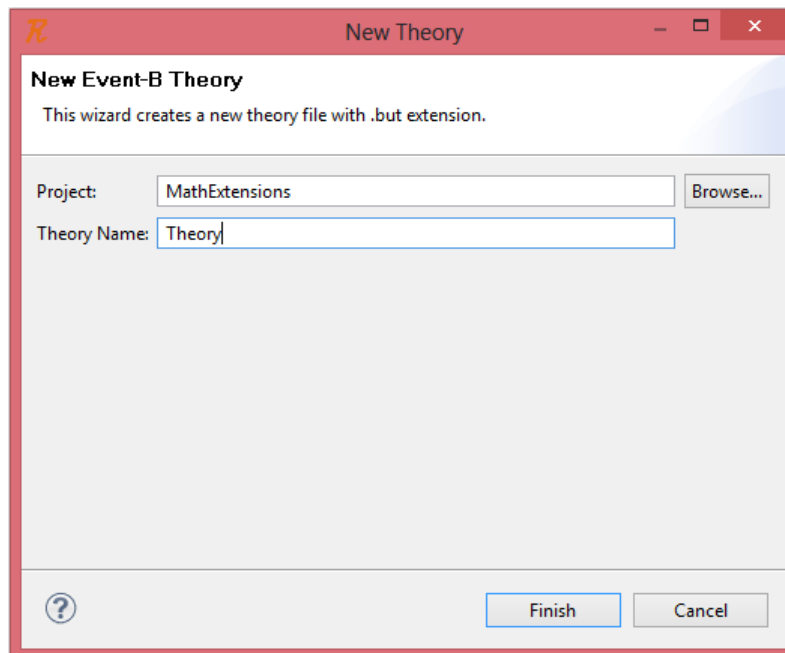 New Theory
New Event-B Theory
This wizard creates a new theory file with .but extension.
Project: MathExtensions Browse...
Theory Name: Theory
? Finish Cancel